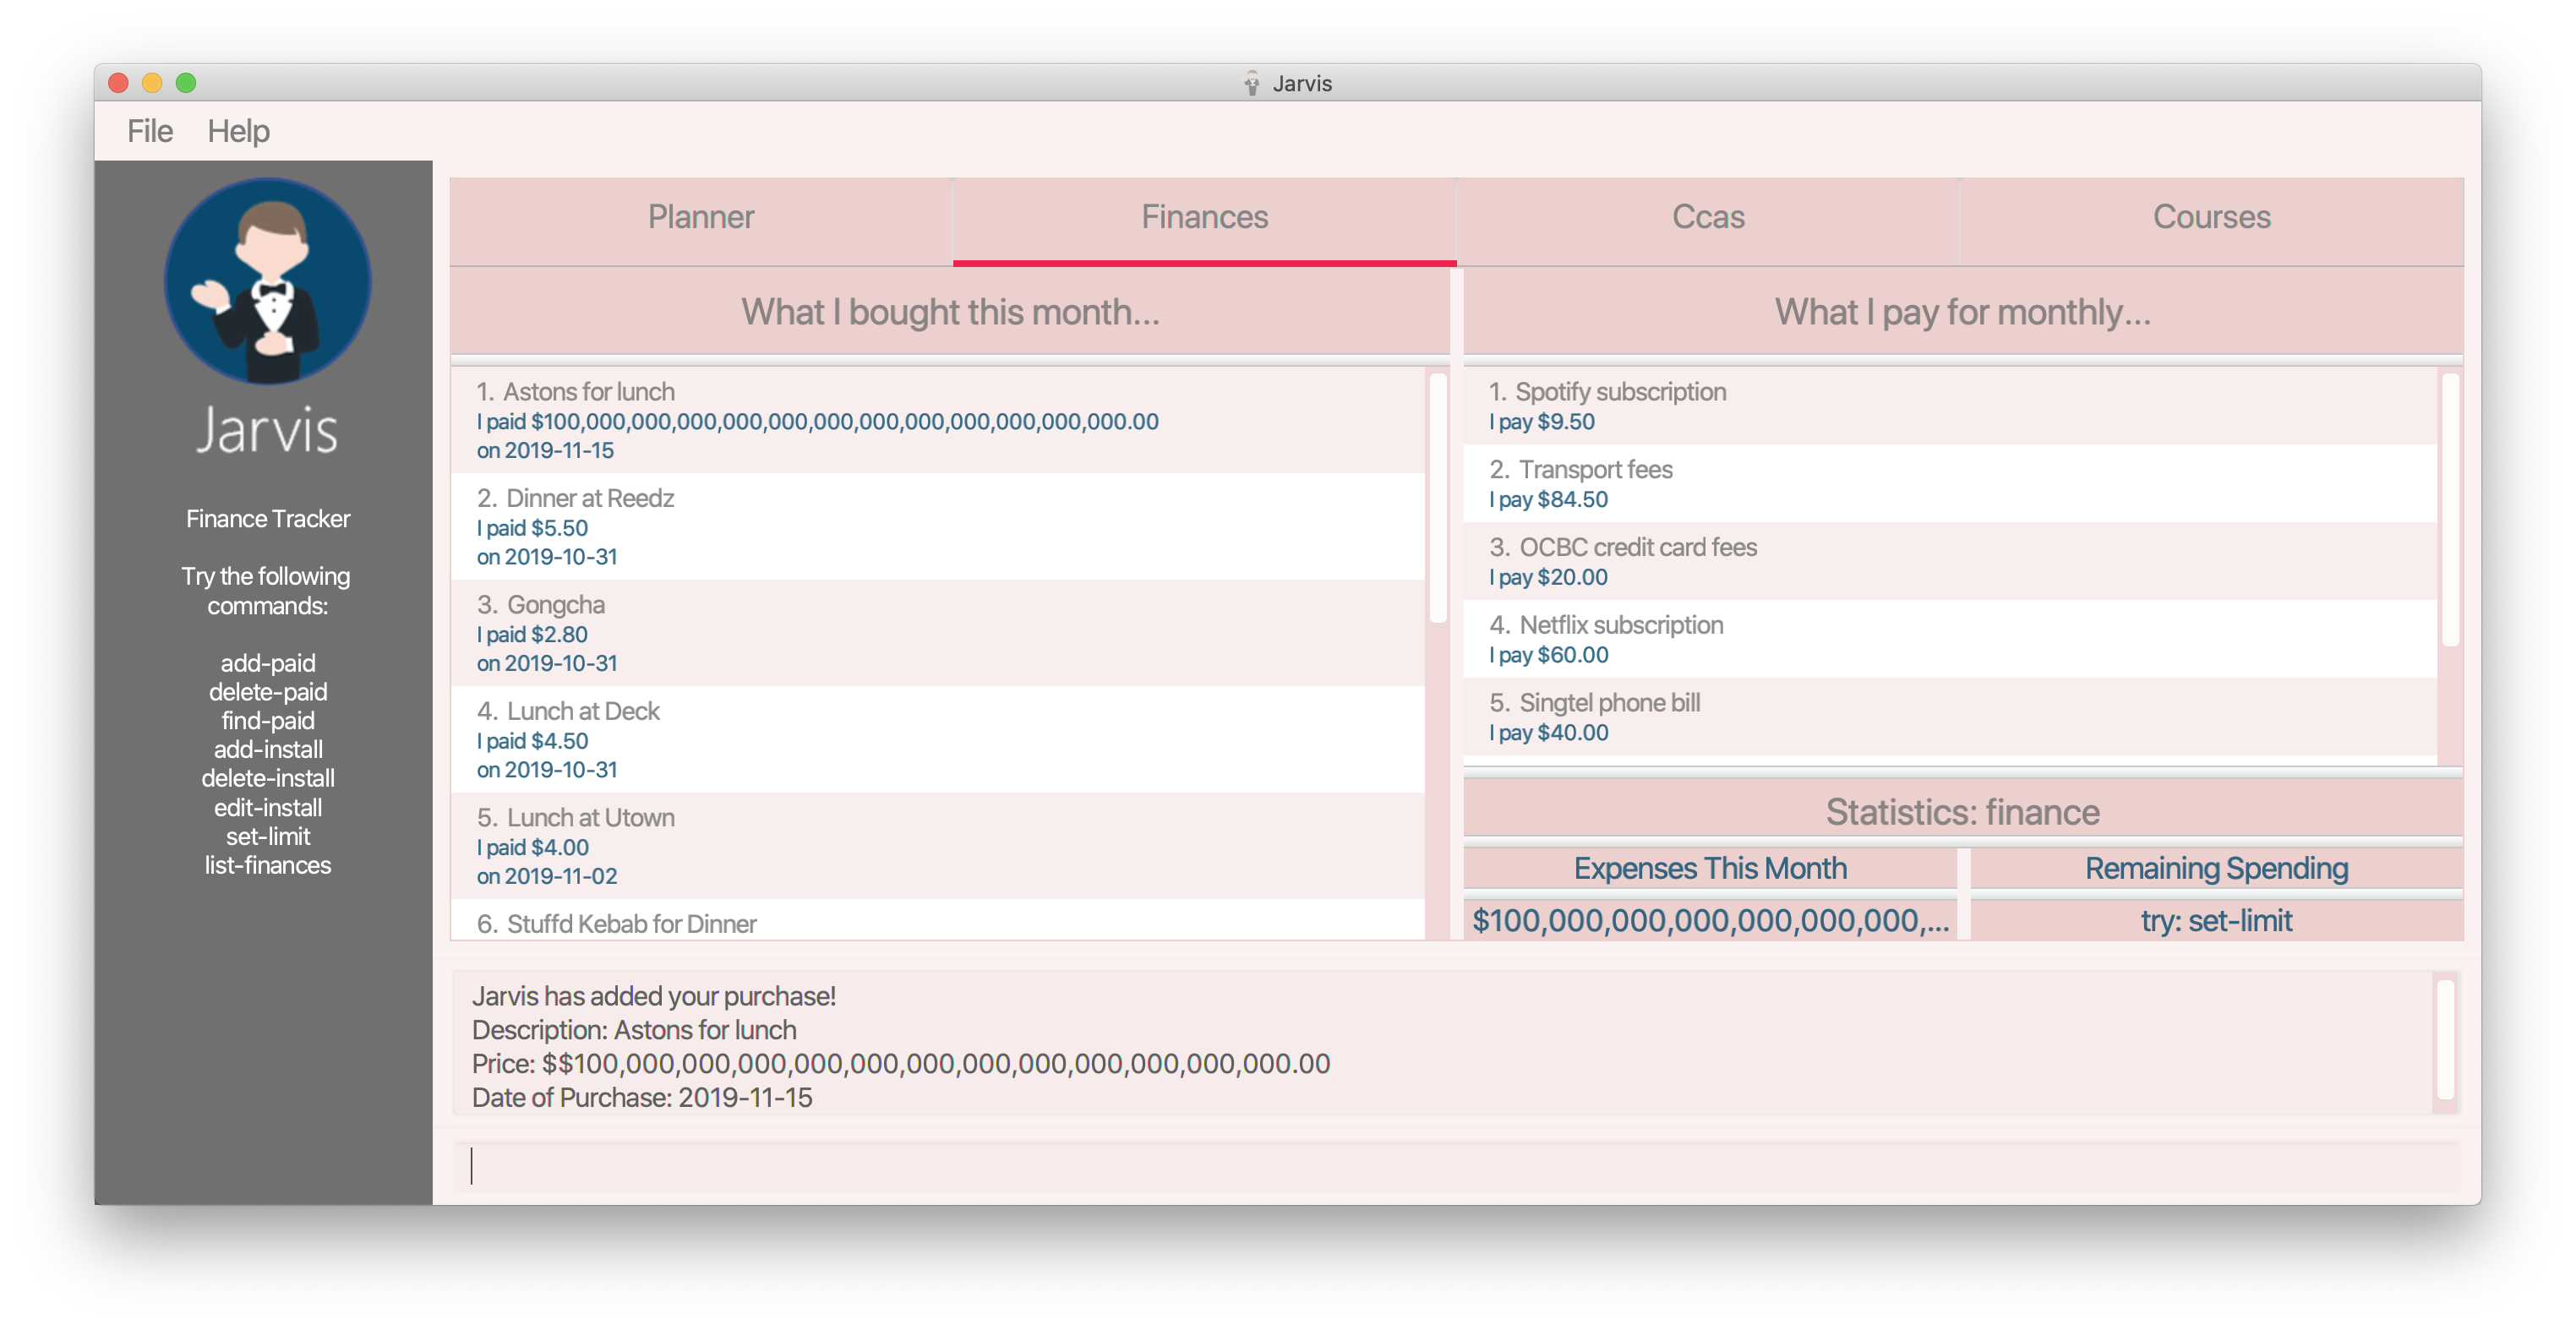 Jarvis
File Help
Jarvis
Finance Tracker
Try the following
commands:
add-paid
delete-paid
find-paid
add-install
delete-install
edit-install
set-limit
list-finances
Planner Finances Ccas Courses
What I bought this month...
1. Astons for lunch
I paid $100,000,000,000,000,000,000,000,000,000,000,000,000.00
on 2019-11-15
2. Dinner at Reedz
I paid $5.50
on 2019-10-31
3. Gongcha
I paid $2.80
on 2019-10-31
4. Lunch at Deck
I paid $4.50
on 2019-10-31
5. Lunch at Utown
I paid $4.00
on 2019-11-02
6. Stuffd Kebab for Dinner
What I pay for monthly...
1. Spotify subscription
I pay $9.50
2. Transport fees
I pay $84.50
3. OCBC credit card fees
I pay $20.00
4. Netflix subscription
I pay $60.00
5. Singtel phone bill
I pay $40.00
Statistics: finance
Expenses This Month
$100,000,000,000,000,000,000,...
Remaining Spending
try: set-limit
Jarvis has added your purchase!
Description: Astons for lunch
Price: $$100,000,000,000,000,000,000,000,000,000,000,000,000.00
Date of Purchase: 2019-11-15